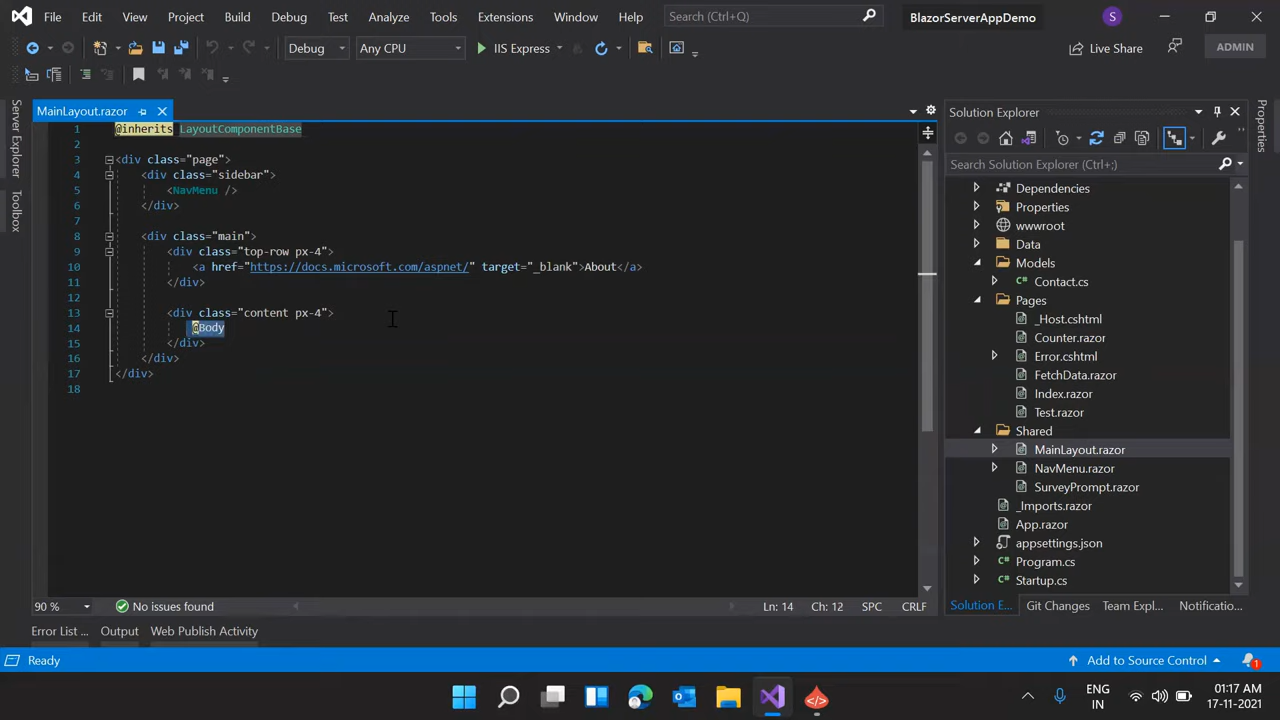 File Edit View Project Build Debug Test Analyze Tools Extensions Window Help Search (Ctrl+Q) BlazorServerAppDemo S
Debug Any CPU IIS Express Live Share ADMIN
Server Explorer
Toolbox
MainLayout.razor
1 @inherits LayoutComponentBase
2
3 <div class="page">
4 <div class="sidebar">
5 <NavMenu />
6 </div>
7
8 <div class="main">
9 <div class="top-row px-4">
10 <a href="https://docs.microsoft.com/aspnet/" target="_blank">About</a>
11 </div>
12
13 <div class="content px-4">
14 @Body
15 </div>
16 </div>
17 </div>
18
90 % No issues found Ln: 14 Ch: 12 SPC CRLF
Solution Explorer
Search Solution Explorer (Ctrl+;)
Dependencies
Properties
wwwroot
Data
Models
C# Contact.cs
Pages
_Host.cshtml
Counter.razor
Error.cshtml
FetchData.razor
Index.razor
Test.razor
Shared
MainLayout.razor
NavMenu.razor
SurveyPrompt.razor
_Imports.razor
App.razor
appsettings.json
C# Program.cs
C# Startup.cs
Solution E... Git Changes Team Expl... Notificatio...
Properties
Error List ... Output Web Publish Activity
Ready Add to Source Control 1
ENG
IN
01:17 AM
17-11-2021